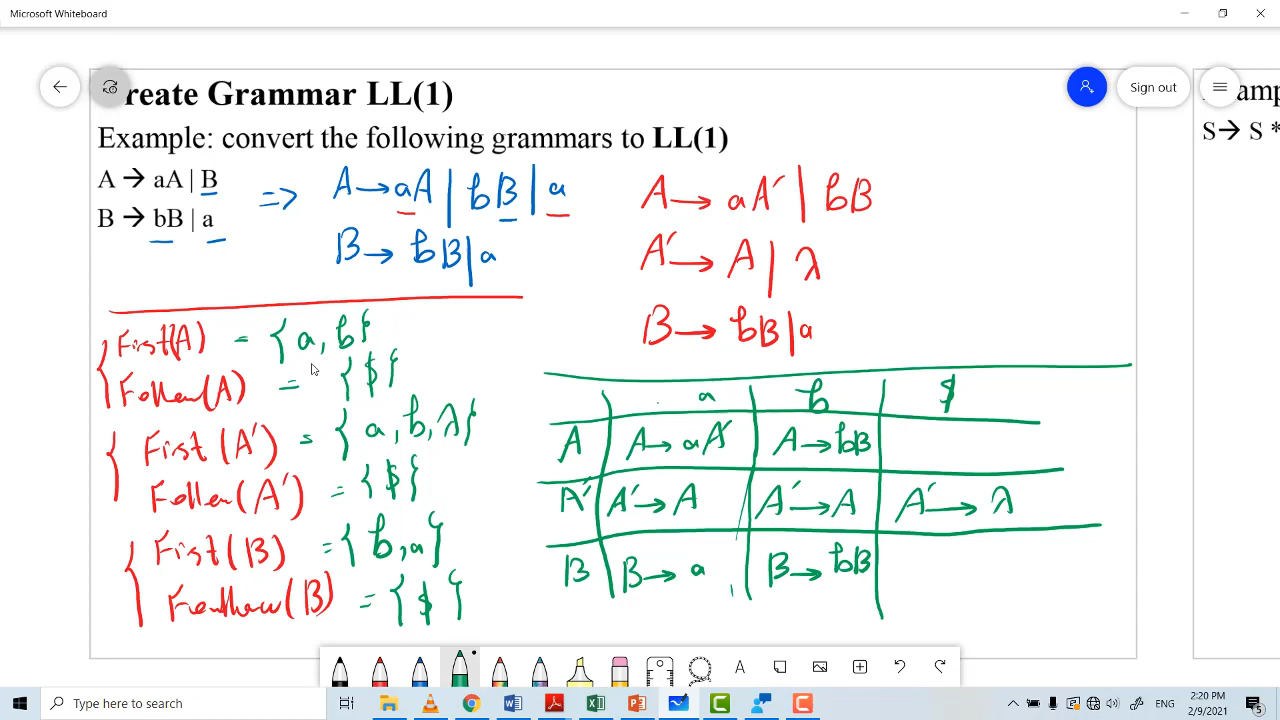 Microsoft Whiteboard
reate Grammar LL(1)
Sign out
Example: convert the following grammars to LL(1)
S→ S *
A → aA | B
B → bB | a
=> A → aA | bB | a
B → bB | a
A → aA' | bB
A' → A | λ
B → bB | a
First(A) = {a, b}
Follow(A) = {$}
First(A') = {a, b, λ}
Follow(A') = {$}
First(B) = {b, a}
= {$}
a b $
A A → aA' A → bB
A' A' → A A' → A A' → λ
B B → a B → bB
A
Type here to search
2:20 PM
2/9/2021
5